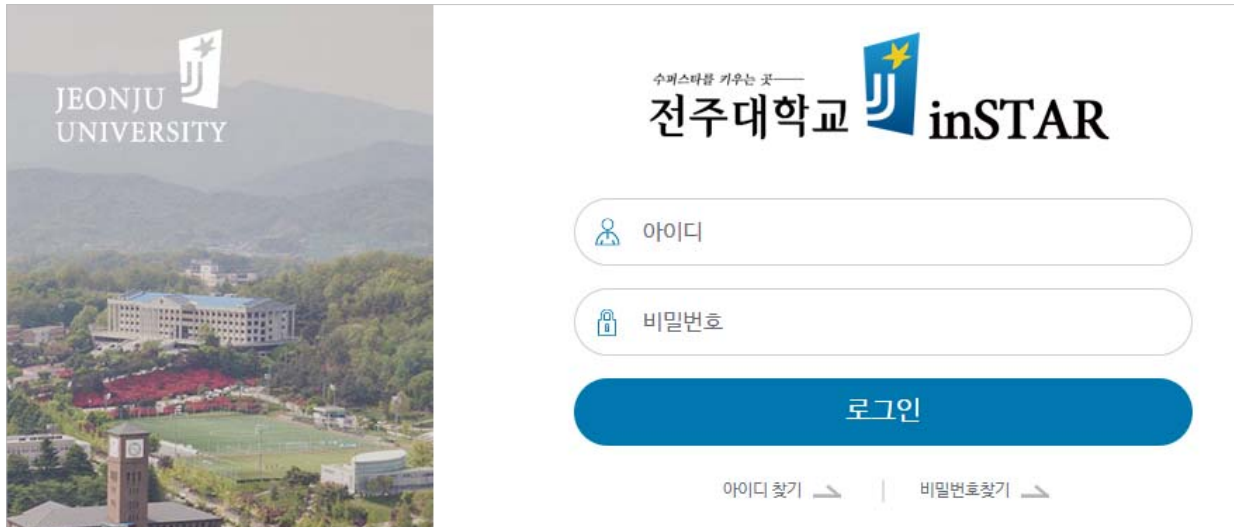 JEONJU
UNIVERSITY
수퍼스타를 키우는 곳
전주대학교 inSTAR
아이디
비밀번호
로그인
아이디 찾기 | 비밀번호찾기